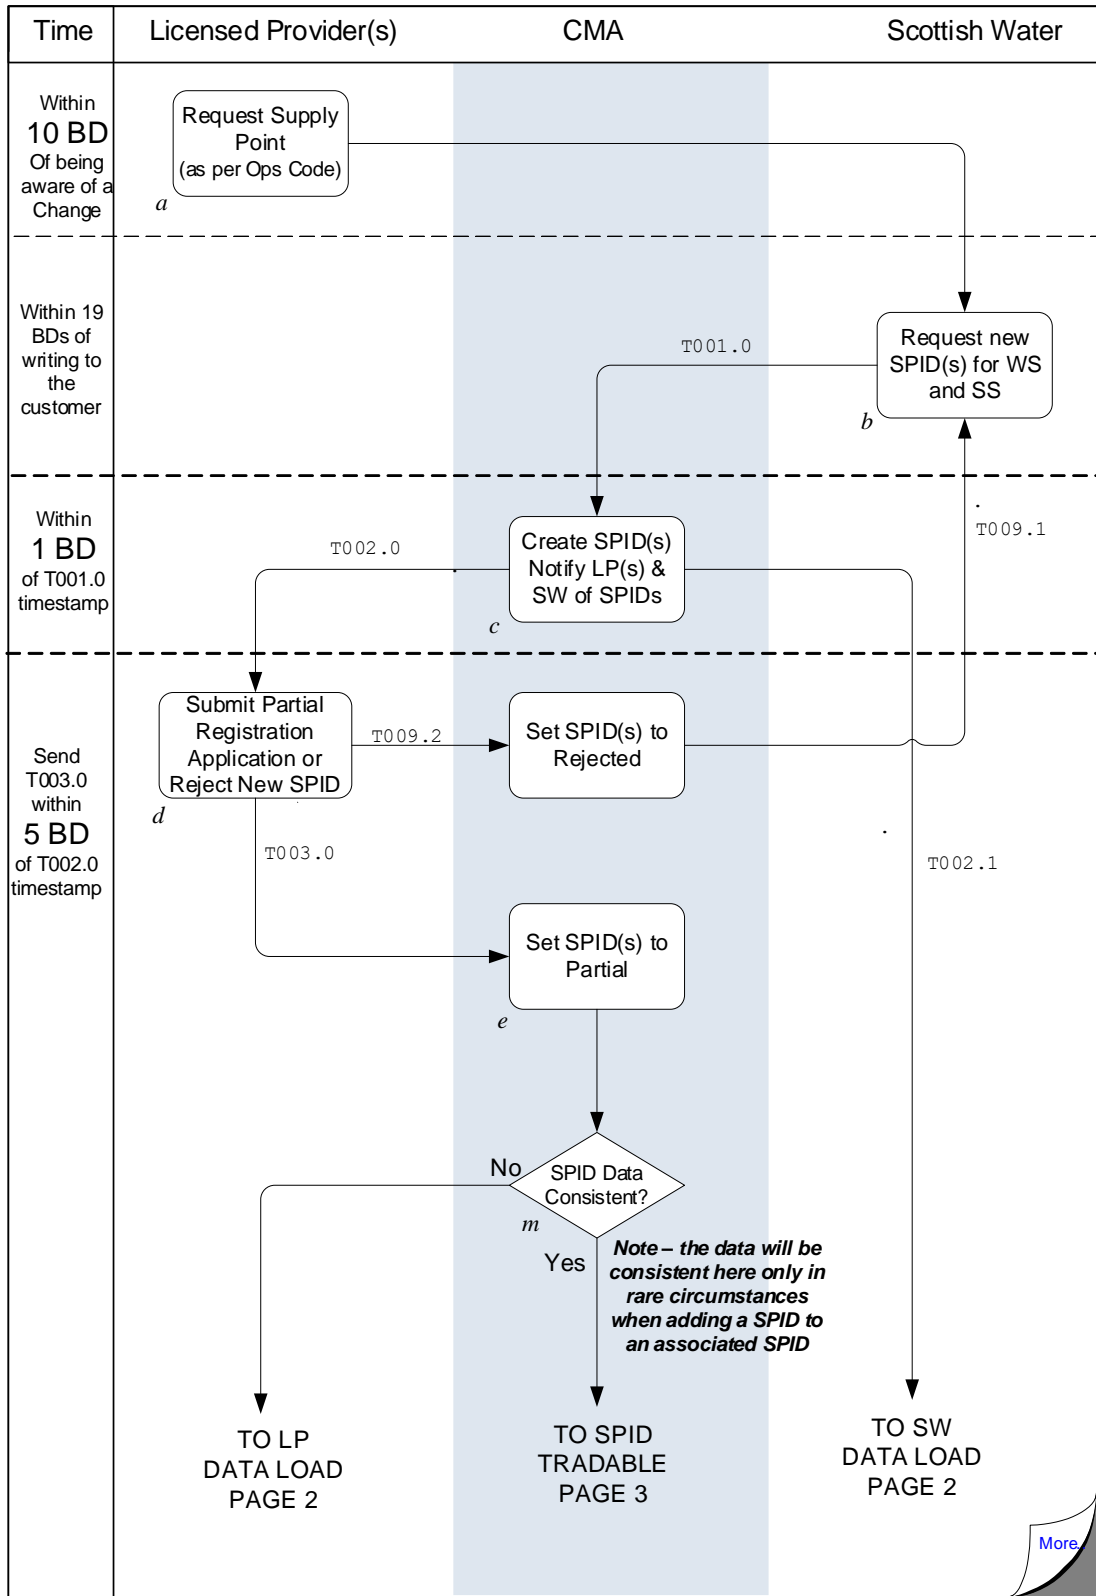 Time
Licensed Provider(s)
CMA
Scottish Water
Within
10 BD
Of being
aware of a
Change
Request Supply
Point
(as per Ops Code)
a
Within 19
BDs of
writing to
the
customer
T001.0
Request new
SPID(s) for WS
and SS
b
Within
1 BD
of T001.0
timestamp
T002.0
Create SPID(s)
Notify LP(s) &
SW of SPIDs
c
T009.1
Send
T003.0
within
5 BD
of T002.0
timestamp
Submit Partial
Registration
Application or
Reject New SPID
d
T009.2
Set SPID(s) to
Rejected
T003.0
T002.1
Set SPID(s) to
Partial
e
No
SPID Data
Consistent?
m
Yes
Note – the data will be
consistent here only in
rare circumstances
when adding a SPID to
an associated SPID
TO LP
DATA LOAD
PAGE 2
TO SPID
TRADABLE
PAGE 3
TO SW
DATA LOAD
PAGE 2
More..